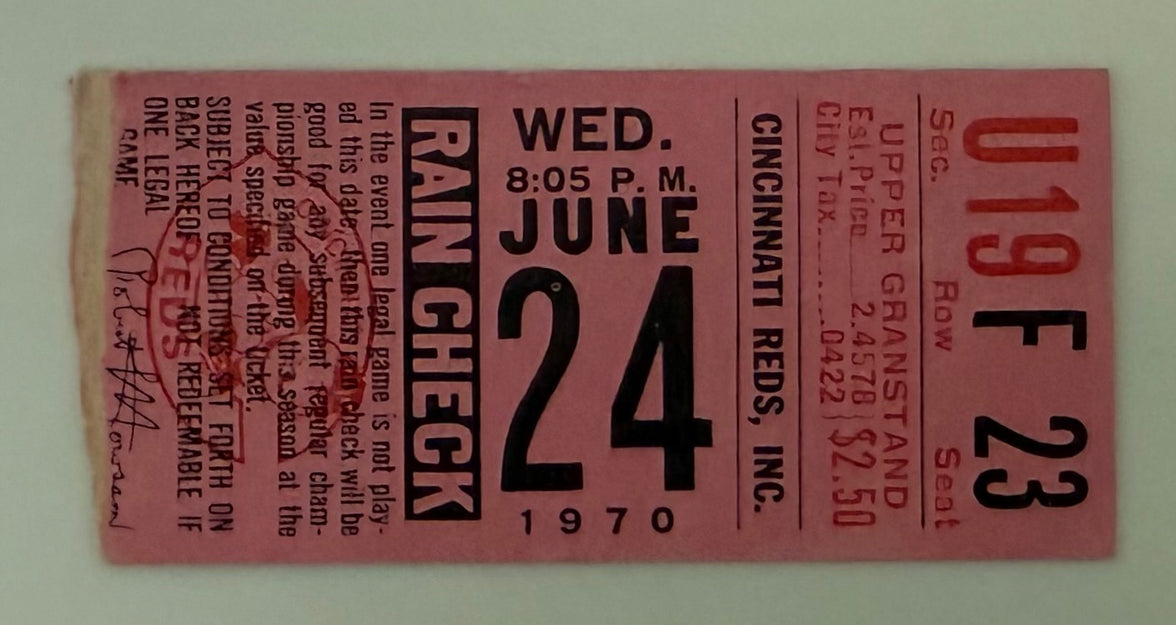 U19 F 23
Sec. Row Seat
UPPER GRANSTAND
Est. Price 2.4578 } $2.50
City Tax .0422
CINCINNATI REDS, INC.
WED.
8:05 P. M.
JUNE
24
1970
RAIN CHECK
In the event one legal game is not play-
ed this date, then this rain check will be
good for any subsequent regular cham-
pionship game during this season at the
value specified on the ticket.
SUBJECT TO CONDITIONS SET FORTH ON
BACK HEREOF NOT REDEEMABLE IF
ONE LEGAL
GAME
REDS